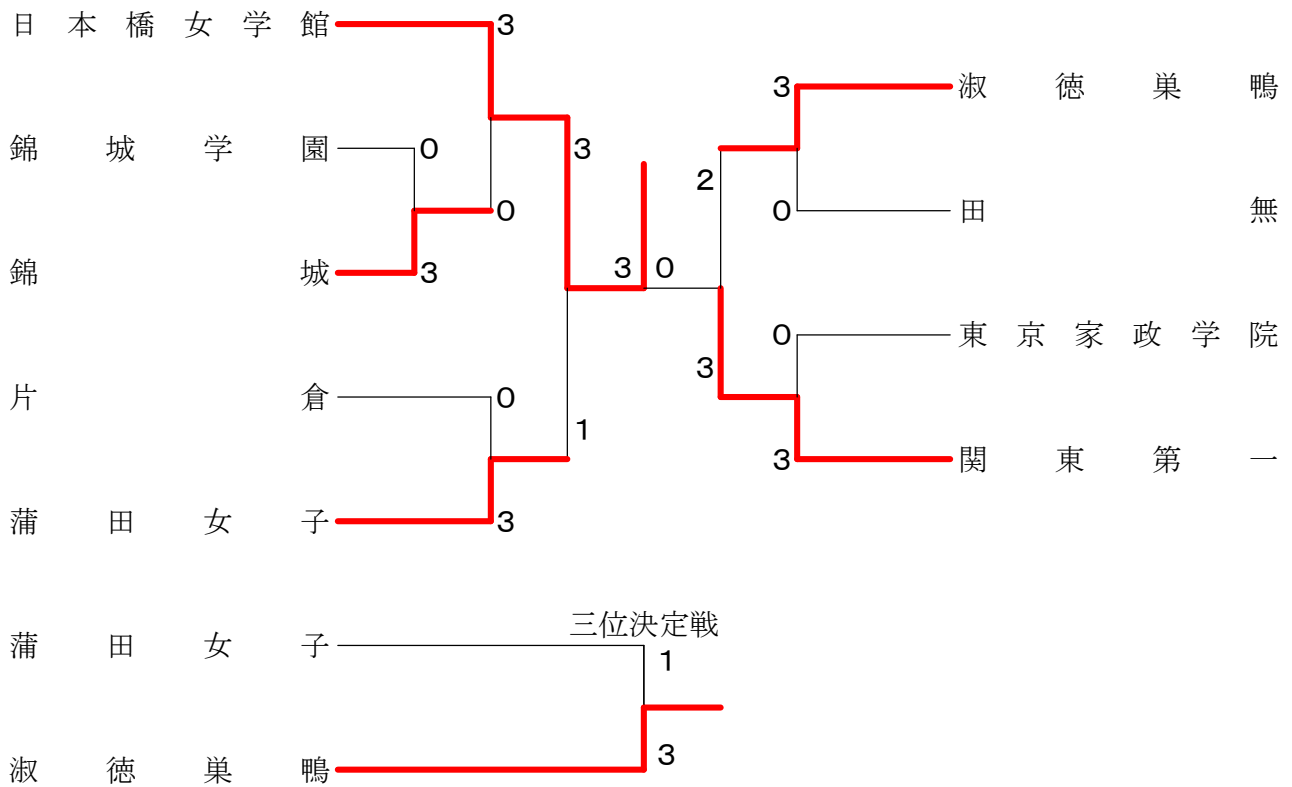 日本橋女学館 3
3 淑徳巣鴨
錦城学園 0 3
2
0 0 田無
錦城 3
3 0
0 東京家政学院
3
片倉 0
1
3 関東第一
蒲田女子 3
三位決定戦
蒲田女子 1
3
淑徳巣鴨